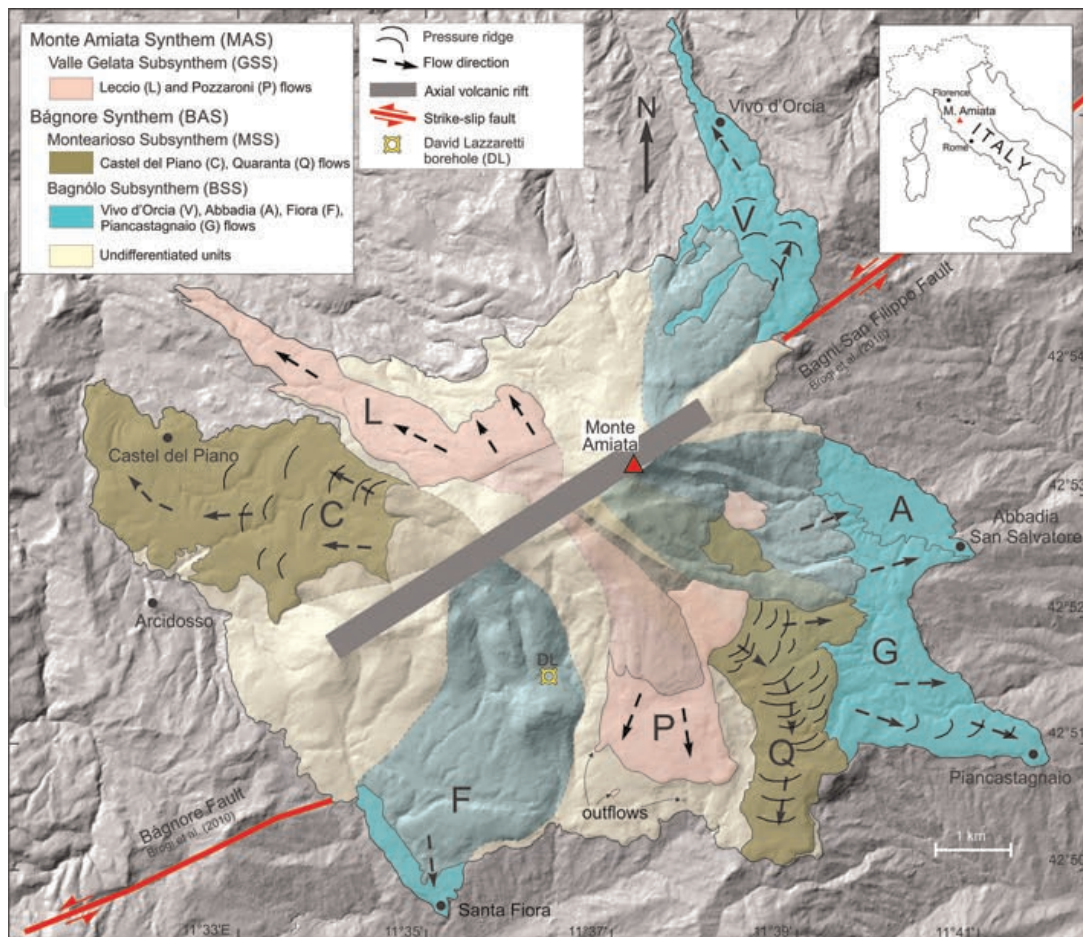 Monte Amiata Synthem (MAS)
Valle Gelata Subsynthem (GSS)
Leccio (L) and Pozzaroni (P) flows
Bágnore Synthem (BAS)
Montearioso Subsynthem (MSS)
Castel del Piano (C), Quaranta (Q) flows
Bagnólo Subsynthem (BSS)
Vivo d'Orcia (V), Abbadia (A), Fiora (F),
Piancastagnaio (G) flows
Undifferentiated units
Pressure ridge
Flow direction
Axial volcanic rift
Strike-slip fault
David Lazzaretti
borehole (DL)
N
Florence
M. Amiata
Rome
ITALY
Vivo d'Orcia
V
Bagni-San Filippo Fault
Brogi et al. (2010)
L
Monte
Amiata
Castel del Piano
C
A
Abbadia
San Salvatore
Arcidosso
DL
G
P
Q
Piancastagnaio
F
outflows
Bágnore Fault
Brogi et al. (2010)
1 km
Santa Fiora
42°53
42°52
42°51
42°50
11°33'E
11°35'
11°37'
11°39'
11°41'